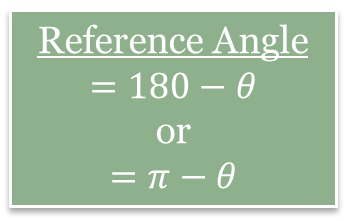 Reference Angle
= 180 − θ
or
= π − θ